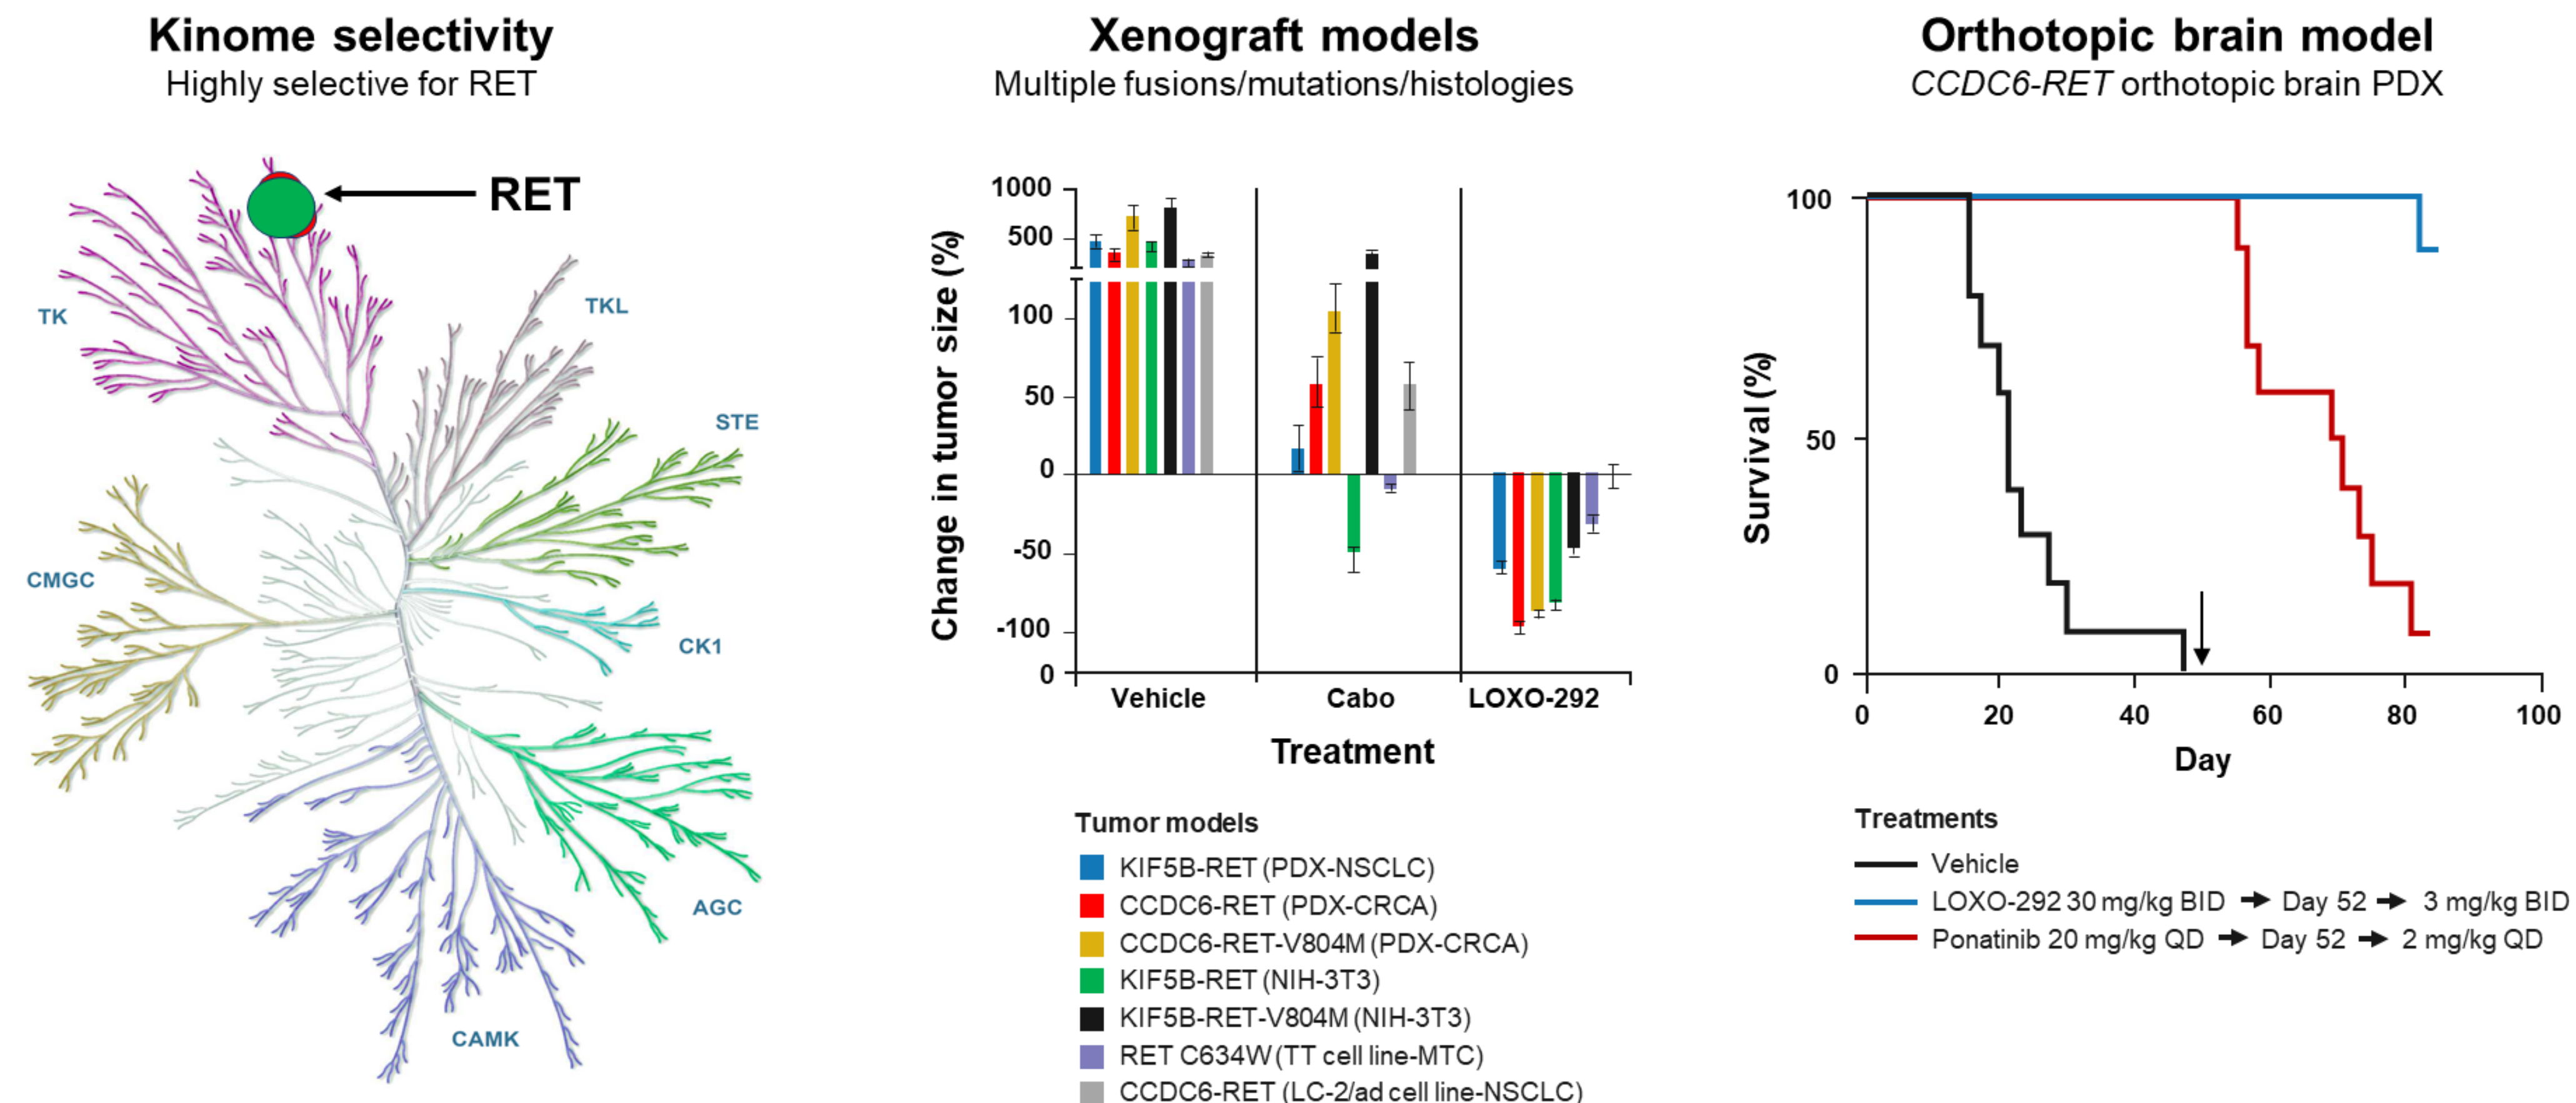 Kinome selectivity
Highly selective for RET
RET
TK
TKL
STE
CMGC
CK1
AGC
CAMK
Xenograft models
Multiple fusions/mutations/histologies
Change in tumor size (%)
1000
500
100
50
0
-50
-100
0
Vehicle Cabo LOXO-292
Treatment
Tumor models
KIF5B-RET (PDX-NSCLC)
CCDC6-RET (PDX-CRCA)
CCDC6-RET-V804M (PDX-CRCA)
KIF5B-RET (NIH-3T3)
KIF5B-RET-V804M (NIH-3T3)
RET C634W (TT cell line-MTC)
CCDC6-RET (LC-2/ad cell line-NSCLC)
Orthotopic brain model
CCDC6-RET orthotopic brain PDX
Survival (%)
100
50
0
0 20 40 60 80 100
Day
Treatments
Vehicle
LOXO-292 30 mg/kg BID → Day 52 → 3 mg/kg BID
Ponatinib 20 mg/kg QD → Day 52 → 2 mg/kg QD